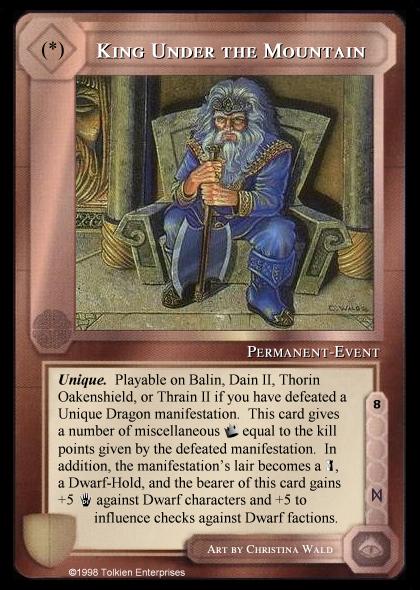 (*)
KING UNDER THE MOUNTAIN
C. WALD
PERMANENT-EVENT
Unique. Playable on Balin, Dain II, Thorin
Oakenshield, or Thrain II if you have defeated a
Unique Dragon manifestation. This card gives
a number of miscellaneous equal to the kill
points given by the defeated manifestation. In
addition, the manifestation's lair becomes a ,
a Dwarf-Hold, and the bearer of this card gains
+5 against Dwarf characters and +5 to
influence checks against Dwarf factions.
8
ART BY CHRISTINA WALD
©1998 Tolkien Enterprises